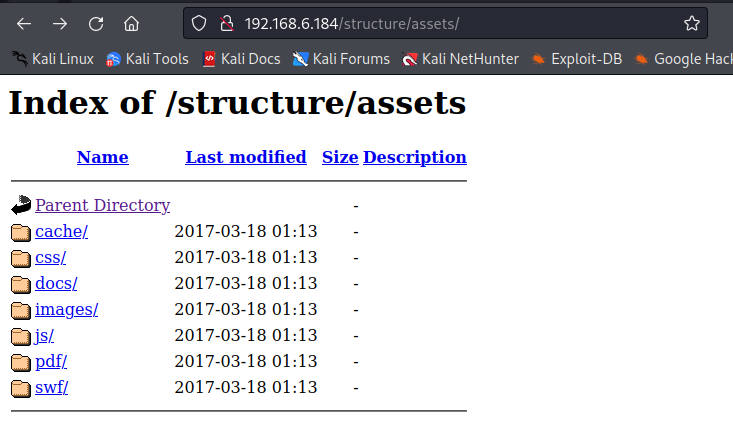 192.168.6.184/structure/assets/
Kali Linux Kali Tools Kali Docs Kali Forums Kali NetHunter Exploit-DB Google Hack
Index of /structure/assets
Name Last modified Size Description
Parent Directory -
cache/ 2017-03-18 01:13 -
css/ 2017-03-18 01:13 -
docs/ 2017-03-18 01:13 -
images/ 2017-03-18 01:13 -
js/ 2017-03-18 01:13 -
pdf/ 2017-03-18 01:13 -
swf/ 2017-03-18 01:13 -